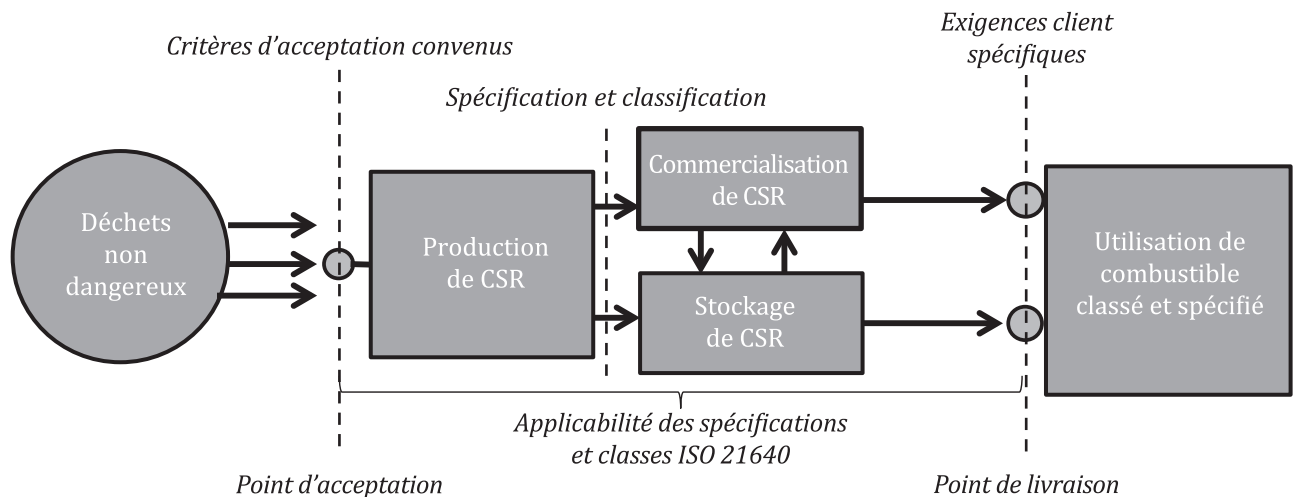 Exigences client
spécifiques
Critères d’acceptation convenus
Spécification et classification
Déchets
non
dangereux
Production
de CSR
Commercialisation
de CSR
Stockage
de CSR
Utilisation de
combustible
classé et spécifié
Applicabilité des spécifications
et classes ISO 21640
Point d’acceptation
Point de livraison